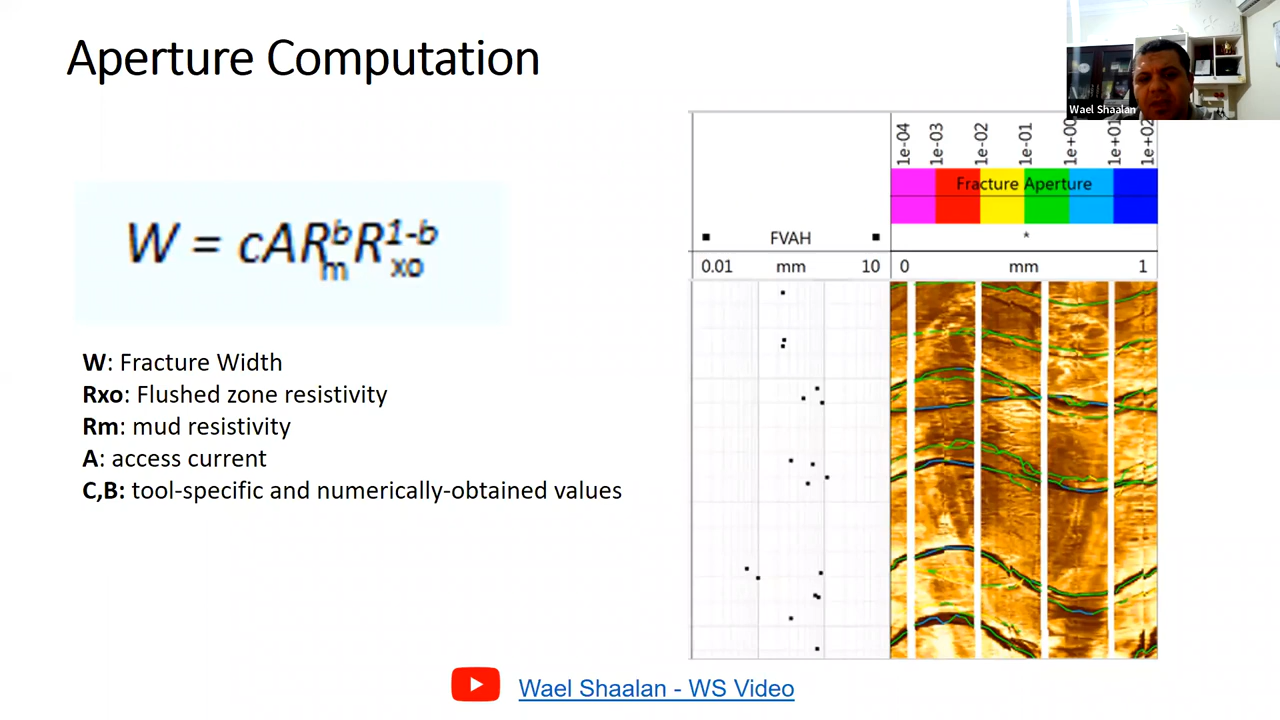 Aperture Computation
Wael Shaalan
W = cAR_m^b R_xo^1-b
W: Fracture Width
Rxo: Flushed zone resistivity
Rm: mud resistivity
A: access current
C,B: tool-specific and numerically-obtained values
1e-04 1e-03 1e-02 1e-01 1e+00 1e+01 1e+02
Fracture Aperture
FVAH *
0.01 mm 10 0 mm 1
Wael Shaalan - WS Video